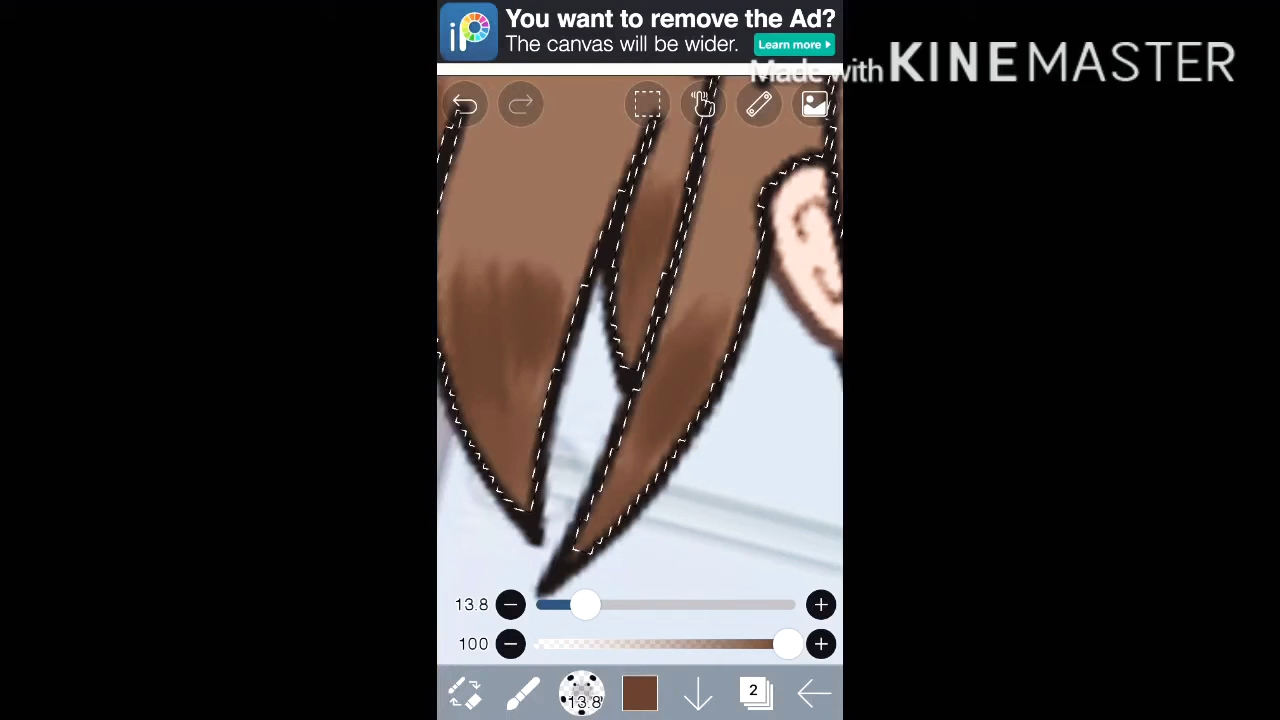 iP
You want to remove the Ad?
The canvas will be wider.
Learn more
Made with KINEMASTER
13.8
100
13.8
2